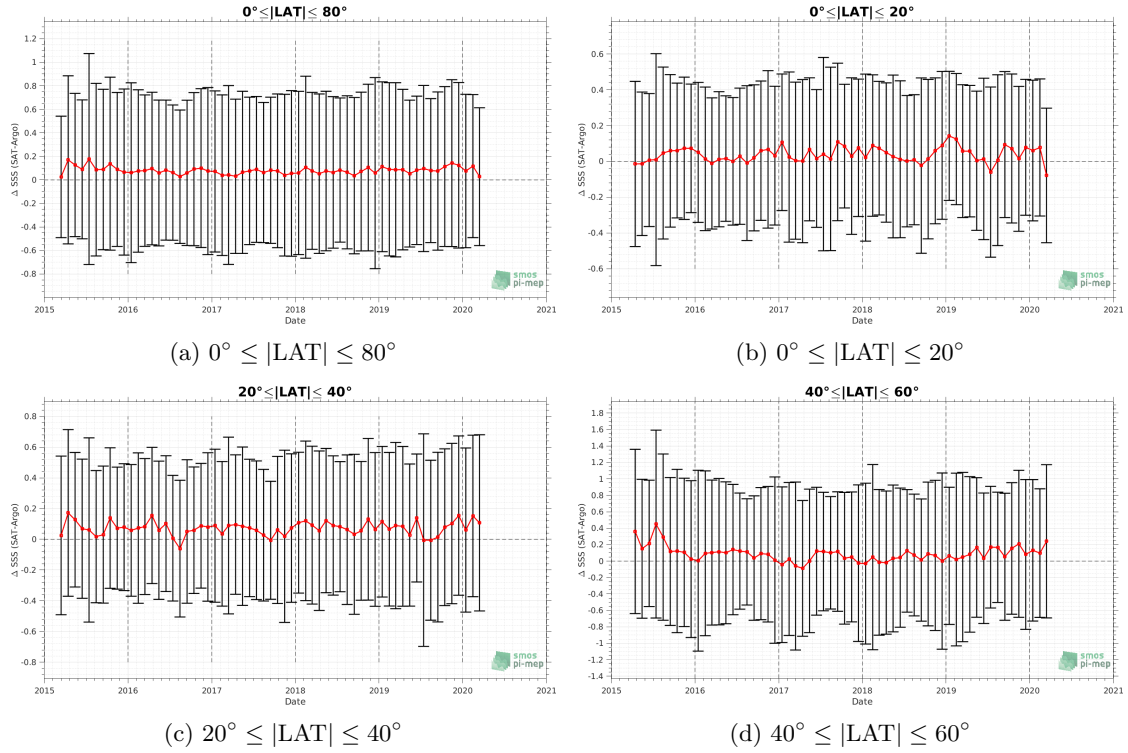 0°≤|LAT|≤ 80°
Δ SSS (SAT-Argo)
1.2
1
0.8
0.6
0.4
0.2
0
-0.2
-0.4
-0.6
-0.8
smos
pi-mep
2015 2016 2017 2018 2019 2020 2021
Date
(a) 0° ≤ |LAT| ≤ 80°
0°≤|LAT|≤ 20°
Δ SSS (SAT-Argo)
0.6
0.4
0.2
0
-0.2
-0.4
-0.6
smos
pi-mep
2015 2016 2017 2018 2019 2020 2021
Date
(b) 0° ≤ |LAT| ≤ 20°
20°≤|LAT|≤ 40°
Δ SSS (SAT-Argo)
0.8
0.6
0.4
0.2
0
-0.2
-0.4
-0.6
-0.8
smos
pi-mep
2015 2016 2017 2018 2019 2020 2021
Date
(c) 20° ≤ |LAT| ≤ 40°
40°≤|LAT|≤ 60°
Δ SSS (SAT-Argo)
1.8
1.6
1.4
1.2
1
0.8
0.6
0.4
0.2
0
-0.2
-0.4
-0.6
-0.8
-1
-1.2
-1.4
smos
pi-mep
2015 2016 2017 2018 2019 2020 2021
Date
(d) 40° ≤ |LAT| ≤ 60°